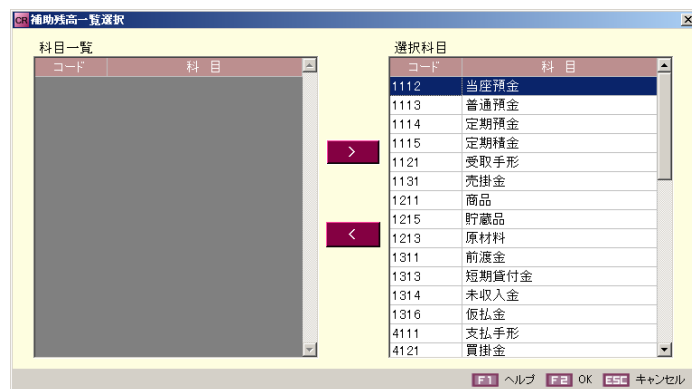 CR 補助残高一覧選択
科目一覧
コード 科 目
>
<
選択科目
コード 科 目
1112 当座預金
1113 普通預金
1114 定期預金
1115 定期積金
1121 受取手形
1131 売掛金
1211 商品
1215 貯蔵品
1213 原材料
1311 前渡金
1313 短期貸付金
1314 未収入金
1316 仮払金
4111 支払手形
4121 買掛金
F1 ヘルプ F2 OK ESC キャンセル